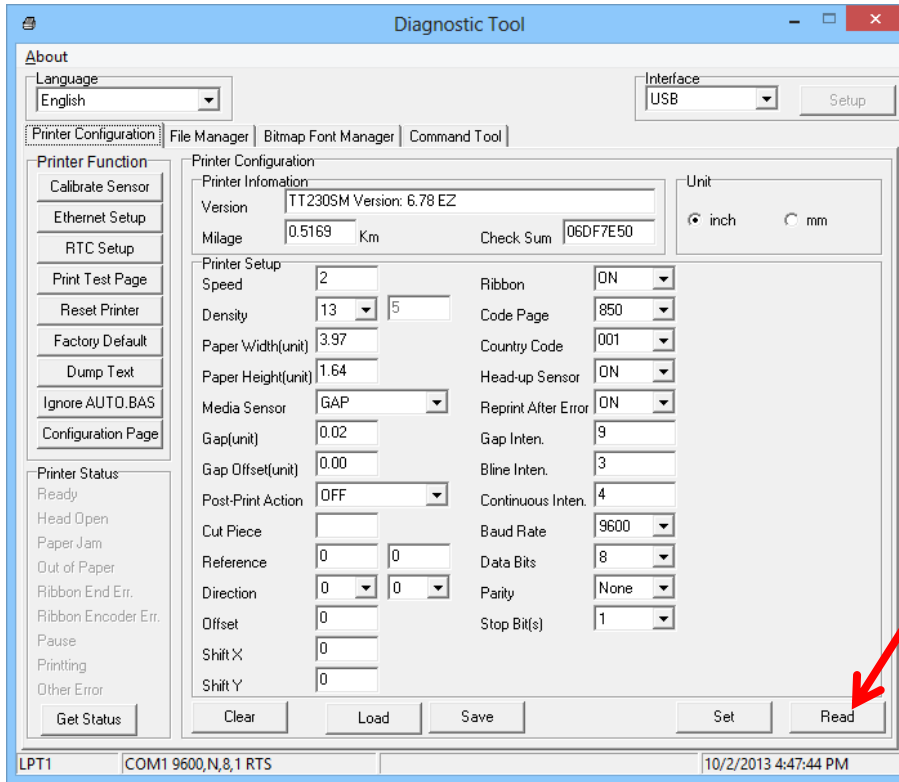 Diagnostic Tool
About
Language
English
Interface
USB
Setup
Printer Configuration
File Manager
Bitmap Font Manager
Command Tool
Printer Function
Calibrate Sensor
Ethernet Setup
RTC Setup
Print Test Page
Reset Printer
Factory Default
Dump Text
Ignore AUTO.BAS
Configuration Page
Printer Status
Ready
Head Open
Paper Jam
Out of Paper
Ribbon End Err.
Ribbon Encoder Err.
Pause
Printting
Other Error
Get Status
Printer Configuration
Printer Infomation
Version TT230SM Version: 6.78 EZ
Milage 0.5169 Km
Check Sum 06DF7E50
Unit
inch
mm
Printer Setup
Speed 2
Density 13 5
Paper Width(unit) 3.97
Paper Height(unit) 1.64
Media Sensor GAP
Gap(unit) 0.02
Gap Offset(unit) 0.00
Post-Print Action OFF
Cut Piece
Reference 0 0
Direction 0 0
Offset 0
Shift X 0
Shift Y 0
Ribbon ON
Code Page 850
Country Code 001
Head-up Sensor ON
Reprint After Error ON
Gap Inten. 9
Bline Inten. 3
Continuous Inten. 4
Baud Rate 9600
Data Bits 8
Parity None
Stop Bit(s) 1
Clear
Load
Save
Set
Read
LPT1
COM1 9600,N,8,1 RTS
10/2/2013 4:47:44 PM